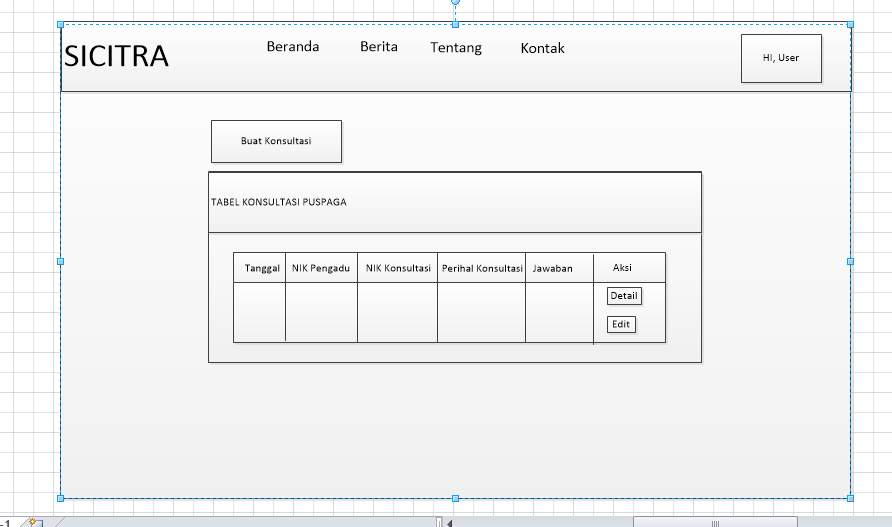 SICITRA
Beranda Berita Tentang Kontak
HI, User
Buat Konsultasi
TABEL KONSULTASI PUSPAGA
Tanggal NIK Pengadu NIK Konsultasi Perihal Konsultasi Jawaban Aksi
Detail
Edit